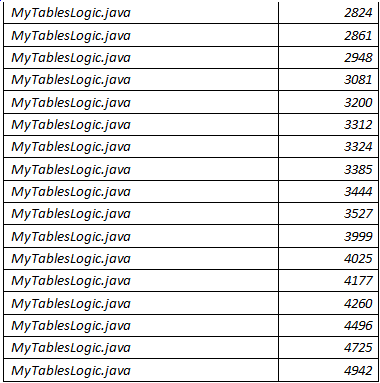 MyTablesLogic.java 2824
MyTablesLogic.java 2861
MyTablesLogic.java 2948
MyTablesLogic.java 3081
MyTablesLogic.java 3200
MyTablesLogic.java 3312
MyTablesLogic.java 3324
MyTablesLogic.java 3385
MyTablesLogic.java 3444
MyTablesLogic.java 3527
MyTablesLogic.java 3999
MyTablesLogic.java 4025
MyTablesLogic.java 4177
MyTablesLogic.java 4260
MyTablesLogic.java 4496
MyTablesLogic.java 4725
MyTablesLogic.java 4942